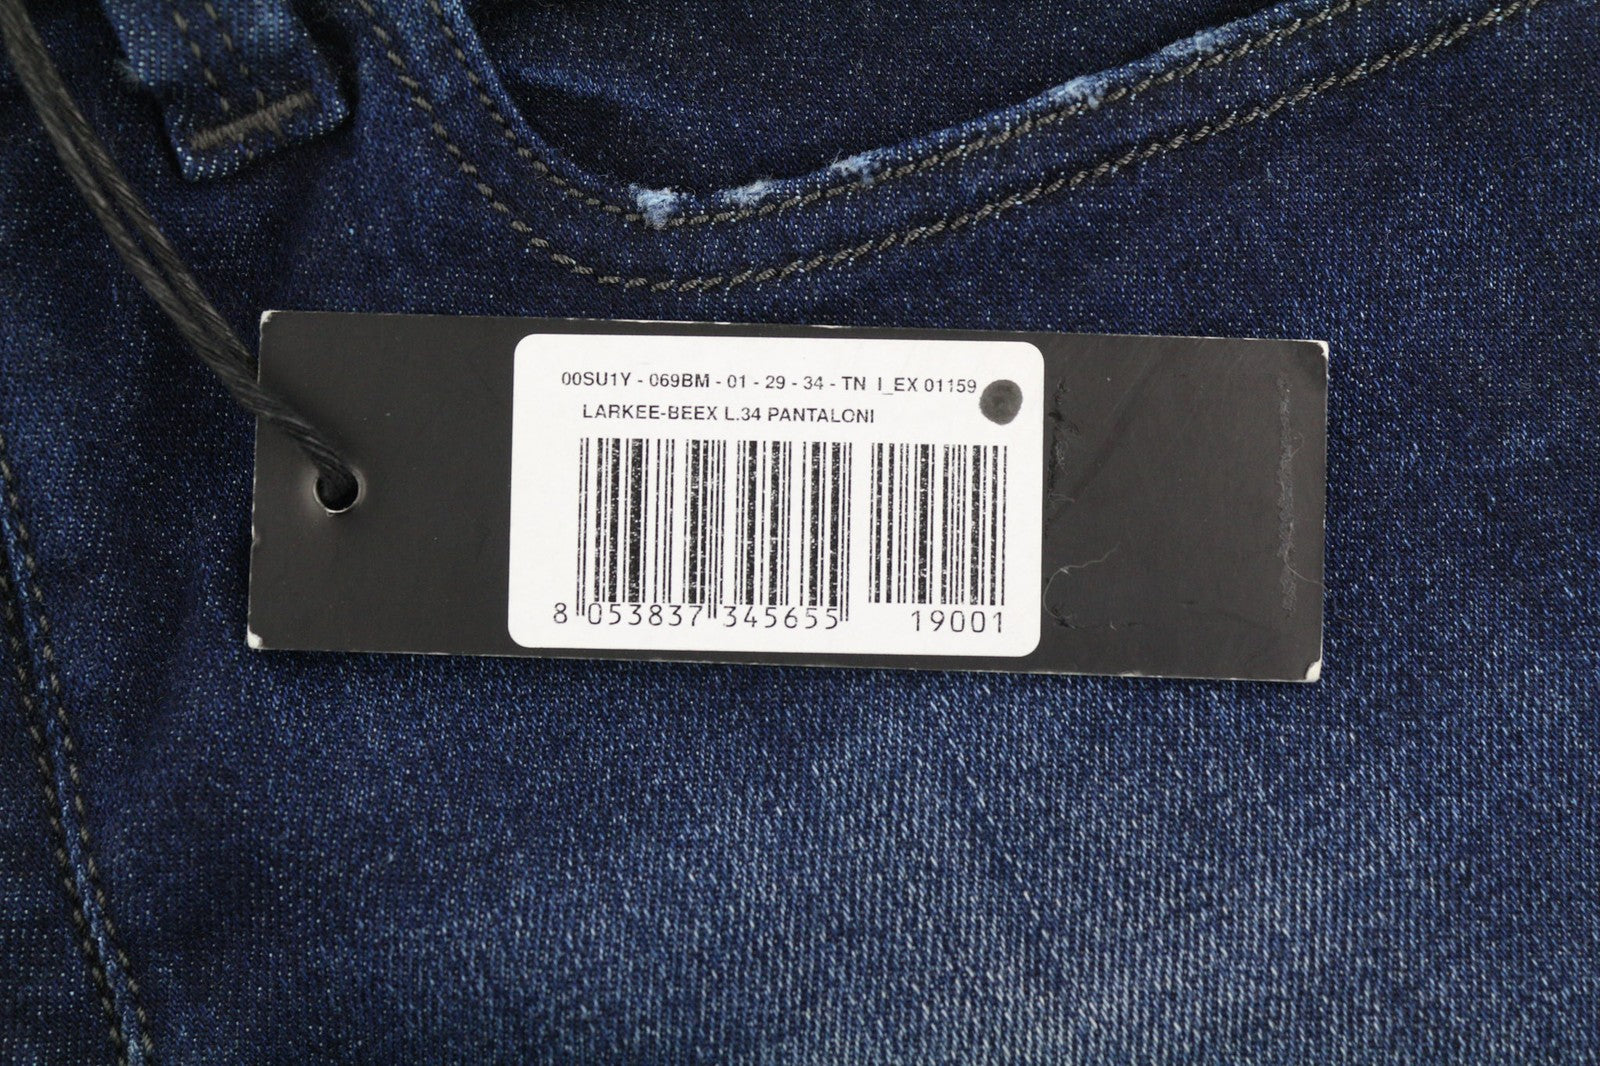 00SU1Y - 069BM - 01 - 29 - 34 - TN I_EX 01159
LARKEE-BEEX L.34 PANTALONI
8 053837 345655 19001